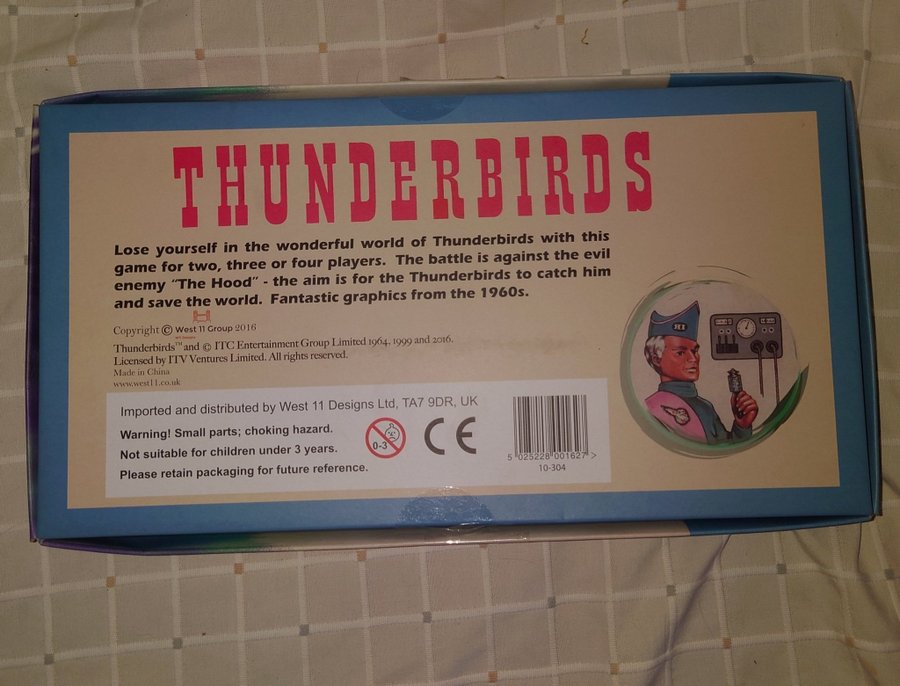 THUNDERBIRDS
Lose yourself in the wonderful world of Thunderbirds with this
game for two, three or four players. The battle is against the evil
enemy "The Hood" - the aim is for the Thunderbirds to catch him
and save the world. Fantastic graphics from the 1960s.
Copyright © West 11 Group 2016
Thunderbirds™ and © ITC Entertainment Group Limited 1964, 1999 and 2016.
Licensed by ITV Ventures Limited. All rights reserved.
Made in China
www.west11.co.uk
Imported and distributed by West 11 Designs Ltd, TA7 9DR, UK
Warning! Small parts; choking hazard.
Not suitable for children under 3 years.
Please retain packaging for future reference.
0-3
CE
5 025228 001627 >
10-304